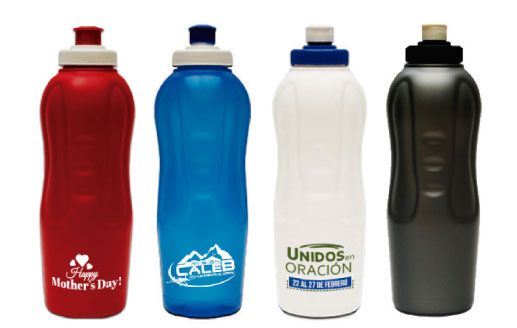 Happy
Mother's Day!
CALEB
UNIDOS en
ORACIÓN
22 AL 27 DE FEBRERO